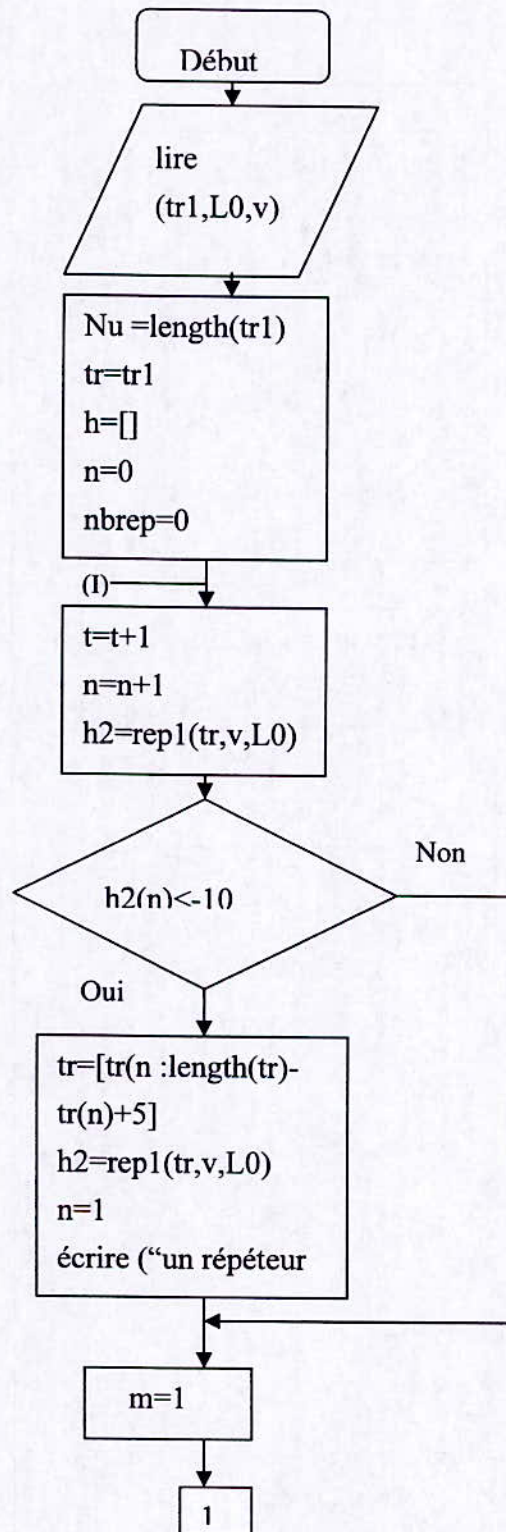 Début
lire
(tr1,L0,v)
Nu =length(tr1)
tr=tr1
h=[]
n=0
nbrep=0
(I)
t=t+1
n=n+1
h2=rep1(tr,v,L0)
h2(n)<-10
Non
Oui
tr=[tr(n :length(tr)-
tr(n)+5]
h2=rep1(tr,v,L0)
n=1
écrire (“un répéteur
m=1
1